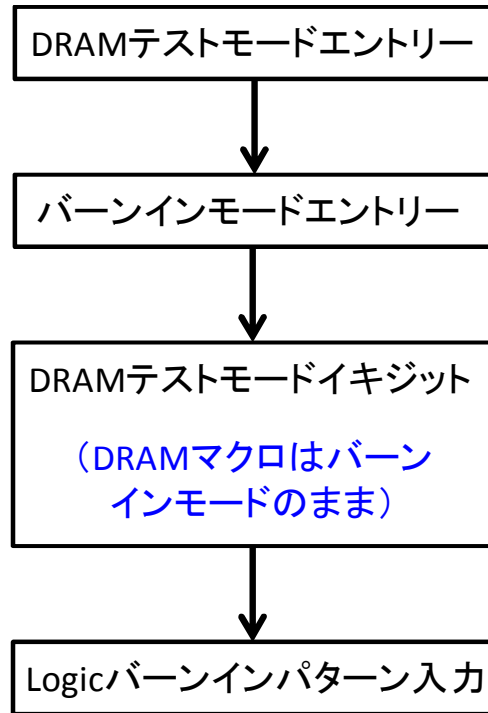 DRAMテストモードエントリー
バーンインモードエントリー
DRAMテストモードイキジット
（DRAMマクロはバーン
インモードのまま）
Logicバーンインパターン入力